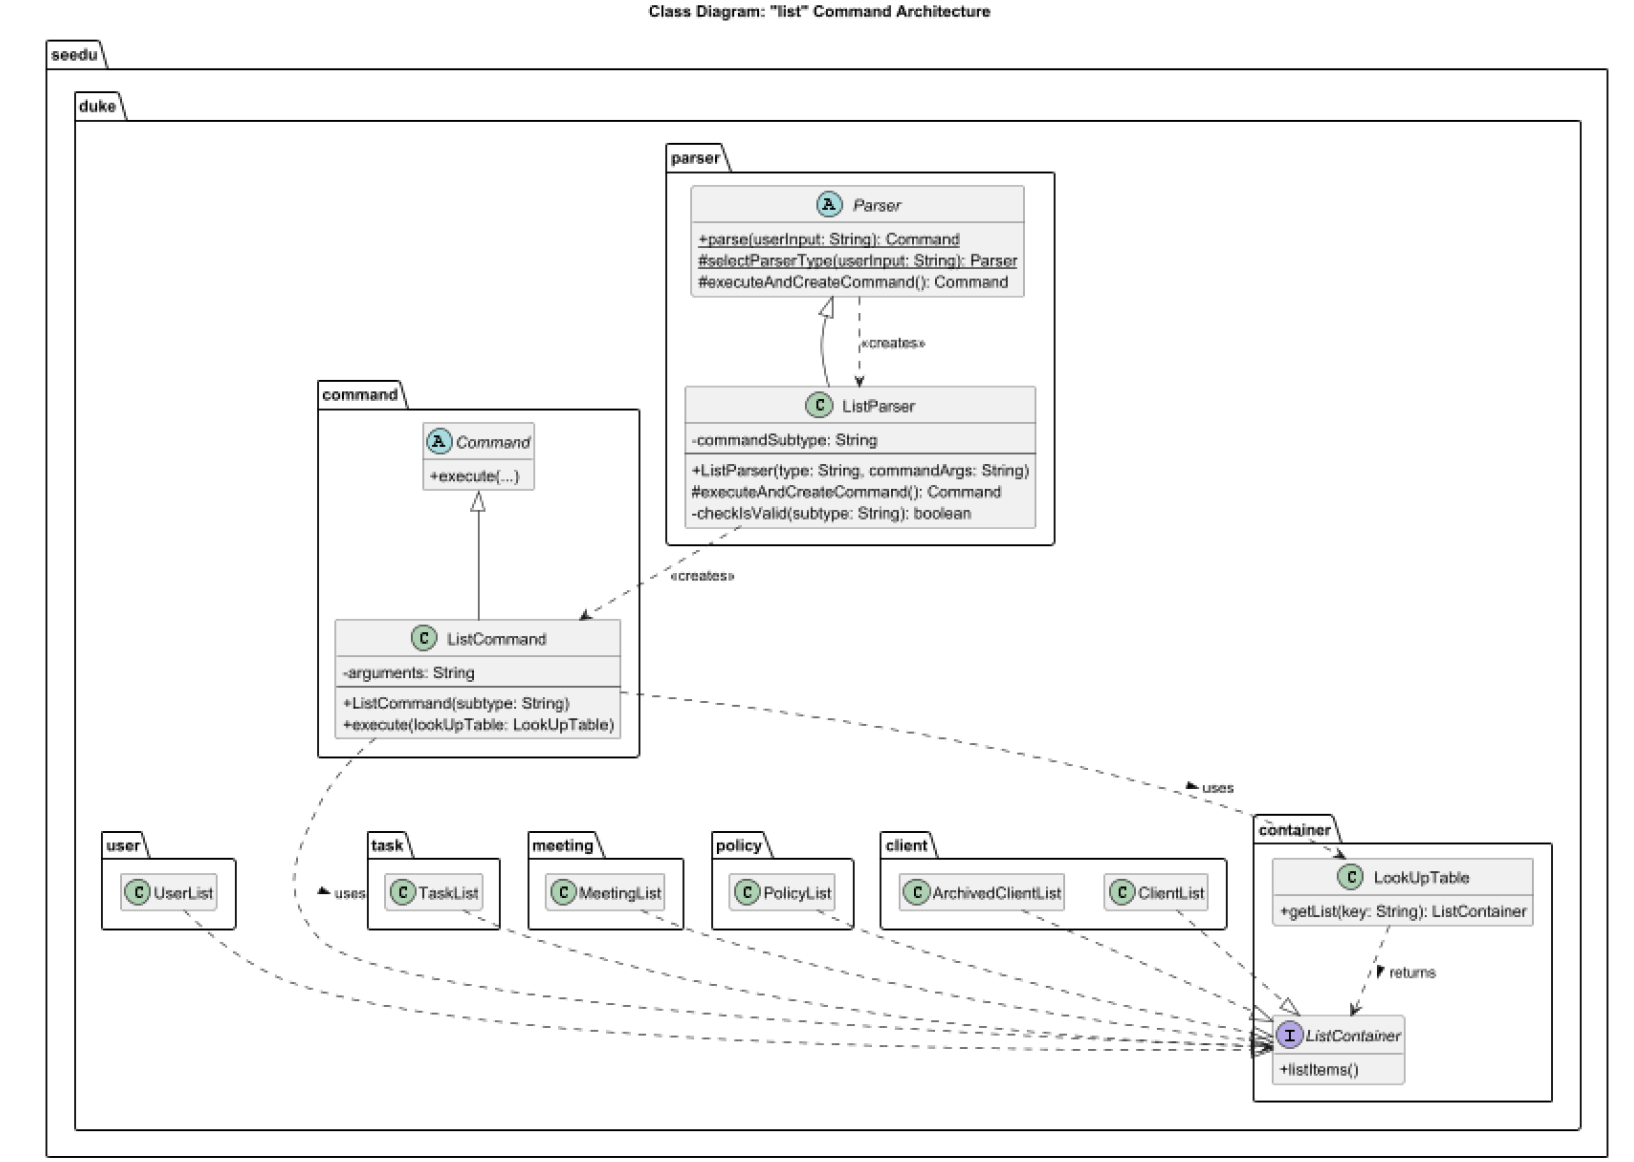 Class Diagram: "list" Command Architecture
seedu
duke
parser
A Parser
+parse(userInput: String): Command
#selectParserType(userInput: String): Parser
#executeAndCreateCommand(): Command
«creates»
C ListParser
-commandSubtype: String
+ListParser(type: String, commandArgs: String)
#executeAndCreateCommand(): Command
-checkIsValid(subtype: String): boolean
«creates»
command
A Command
+execute(...)
C ListCommand
-arguments: String
+ListCommand(subtype: String)
+execute(lookUpTable: LookUpTable)
uses
uses
user
C UserList
task
C TaskList
meeting
C MeetingList
policy
C PolicyList
client
C ArchivedClientList
C ClientList
container
C LookUpTable
+getList(key: String): ListContainer
returns
I ListContainer
+listItems()